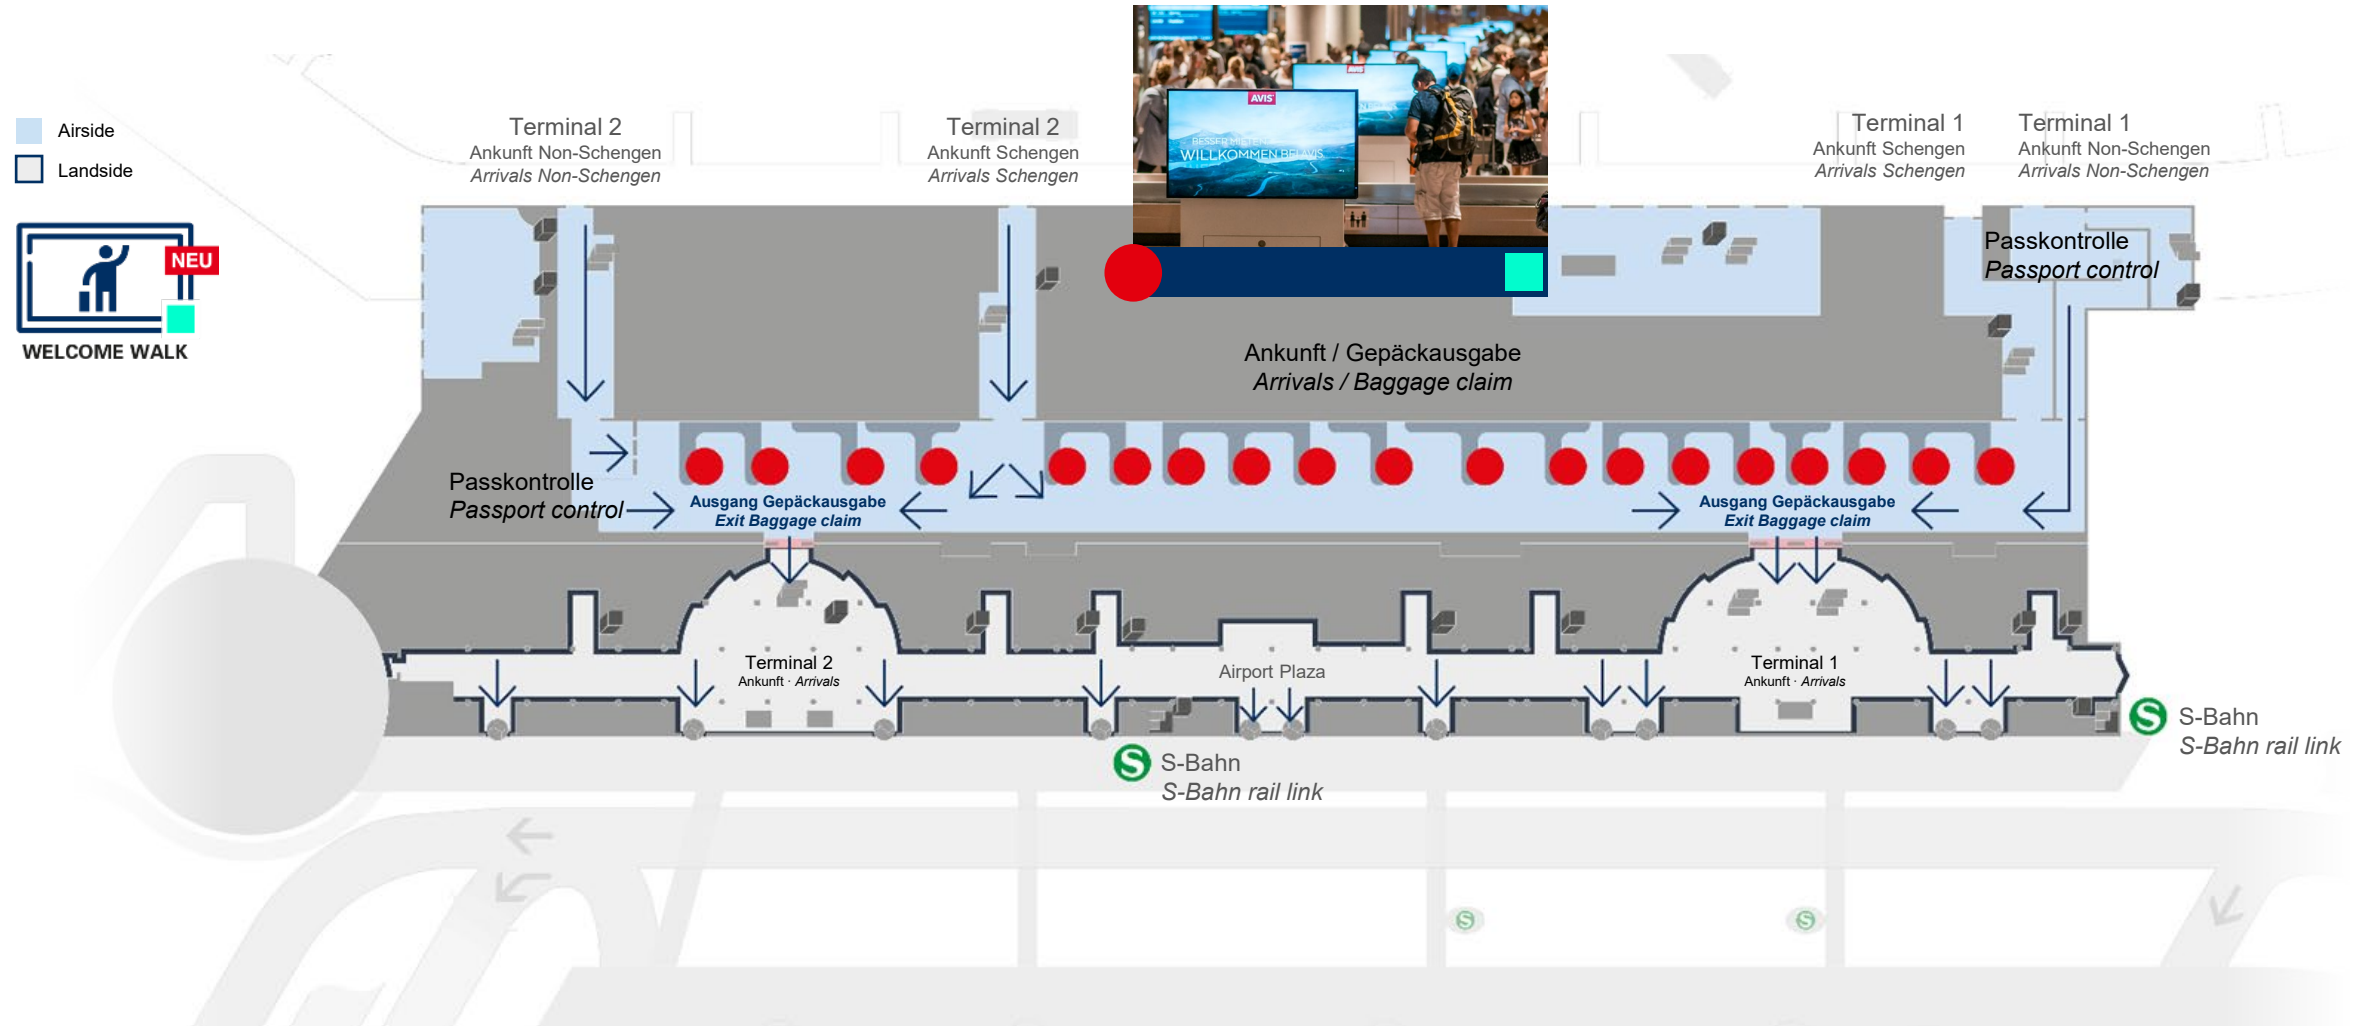 Airside
Landside
NEU
WELCOME WALK
Terminal 2
Ankunft Non-Schengen
Arrivals Non-Schengen
Terminal 2
Ankunft Schengen
Arrivals Schengen
AVIS
AVIS
WILLKOMMEN BEI AVIS
Terminal 1
Ankunft Schengen
Arrivals Schengen
Terminal 1
Ankunft Non-Schengen
Arrivals Non-Schengen
Passkontrolle
Passport control
Ankunft / Gepäckausgabe
Arrivals / Baggage claim
Passkontrolle
Passport control
Ausgang Gepäckausgabe
Exit Baggage claim
Ausgang Gepäckausgabe
Exit Baggage claim
Terminal 2
Ankunft · Arrivals
Airport Plaza
Terminal 1
Ankunft · Arrivals
S
S-Bahn
S-Bahn rail link
S
S-Bahn
S-Bahn rail link
S
S